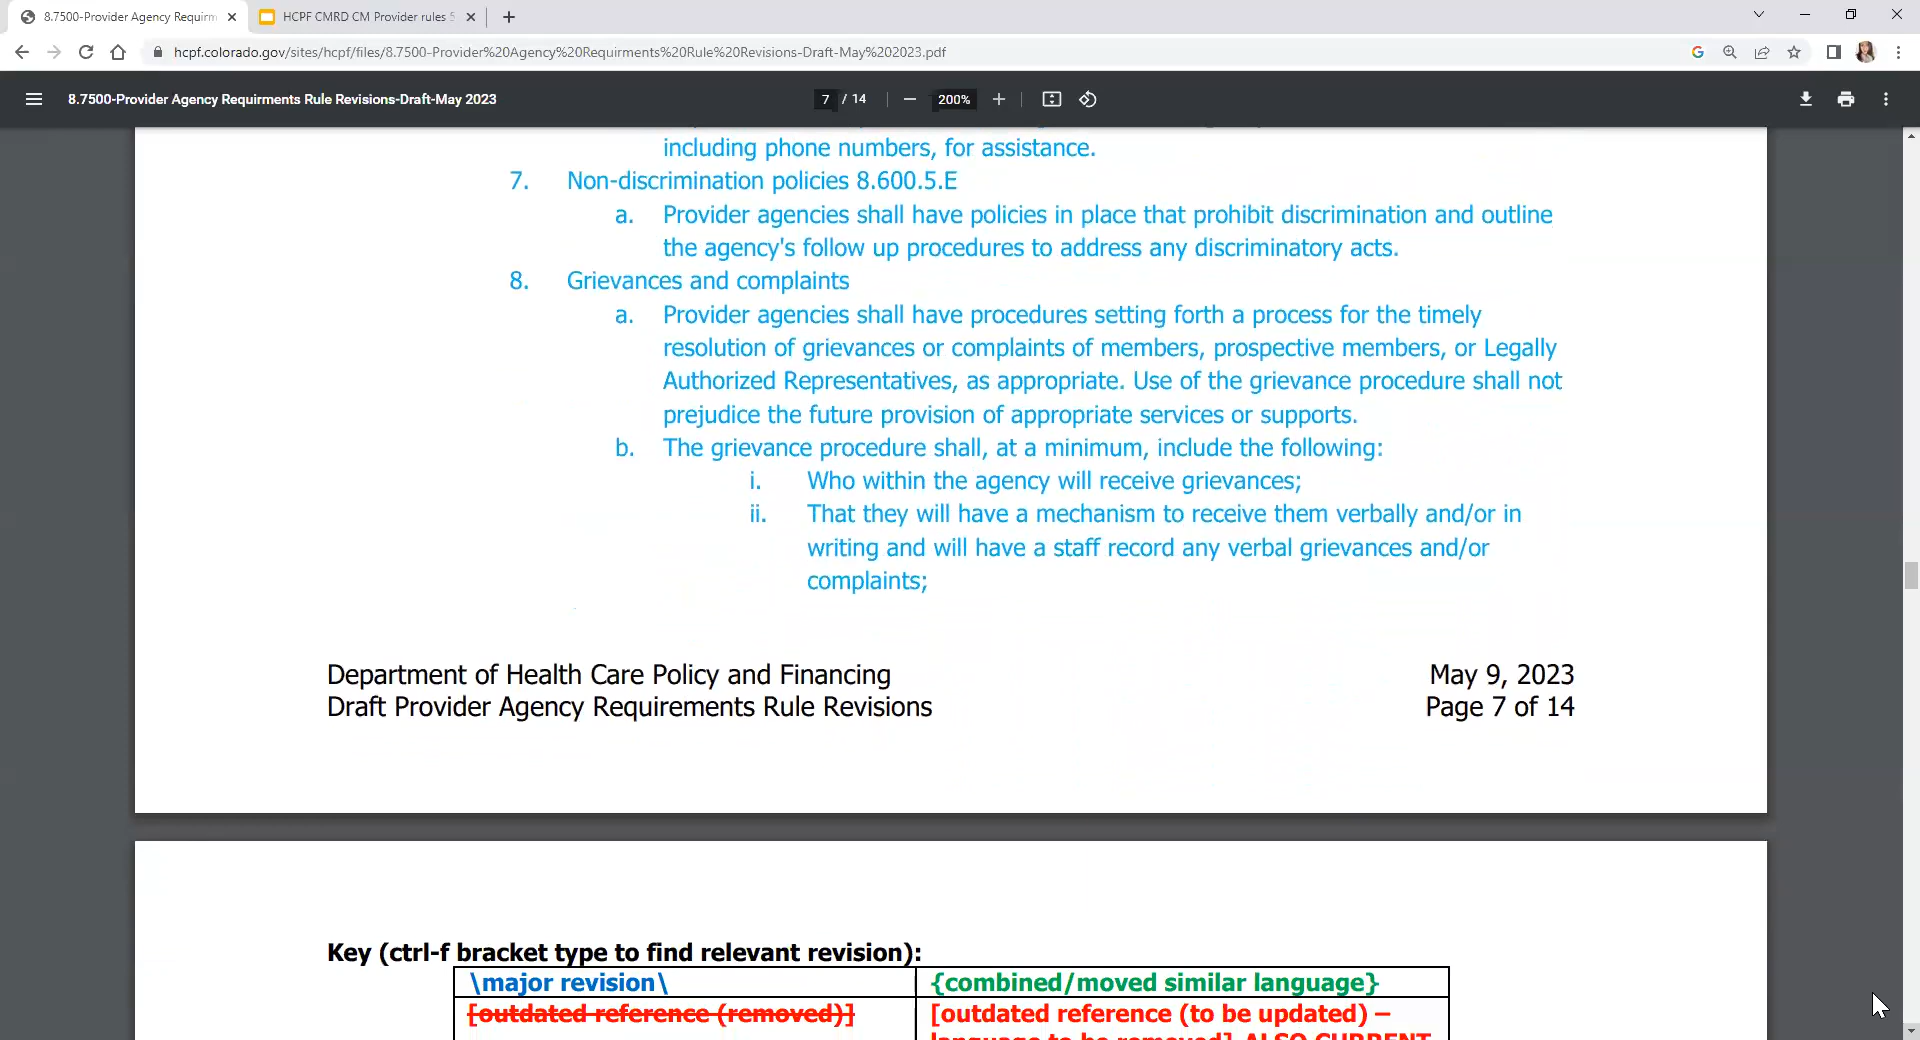 8.7500-Provider Agency Requirm
HCPF CMRD CM Provider rules 5
hcpf.colorado.gov/sites/hcpf/files/8.7500-Provider%20Agency%20Requirments%20Rule%20Revisions-Draft-May%202023.pdf
8.7500-Provider Agency Requirments Rule Revisions-Draft-May 2023
7 / 14
200%
including phone numbers, for assistance.
7. Non-discrimination policies 8.600.5.E
a. Provider agencies shall have policies in place that prohibit discrimination and outline
the agency's follow up procedures to address any discriminatory acts.
8. Grievances and complaints
a. Provider agencies shall have procedures setting forth a process for the timely
resolution of grievances or complaints of members, prospective members, or Legally
Authorized Representatives, as appropriate. Use of the grievance procedure shall not
prejudice the future provision of appropriate services or supports.
b. The grievance procedure shall, at a minimum, include the following:
i. Who within the agency will receive grievances;
ii. That they will have a mechanism to receive them verbally and/or in
writing and will have a staff record any verbal grievances and/or
complaints;
Department of Health Care Policy and Financing
May 9, 2023
Draft Provider Agency Requirements Rule Revisions
Page 7 of 14
Key (ctrl-f bracket type to find relevant revision):
\major revision\
{combined/moved similar language}
[outdated reference (removed)]
[outdated reference (to be updated) –
language to be removed] ALSO CURRENT